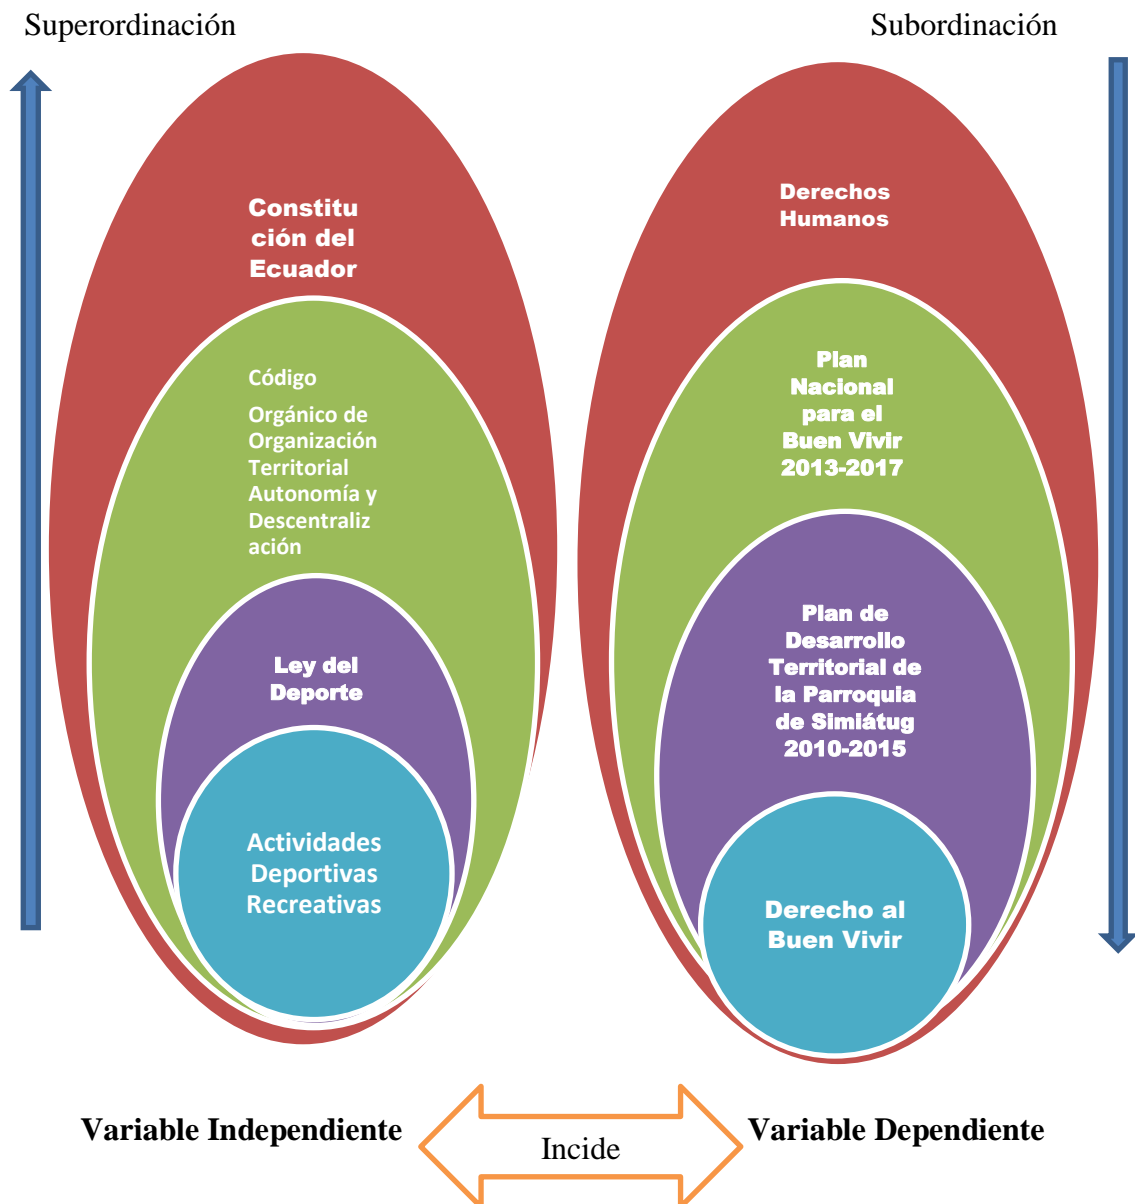 Superordinación
Subordinación
Constitu
ción del
Ecuador
Código
Orgánico de
Organización
Territorial
Autonomía y
Descentraliz
ación
Ley del
Deporte
Actividades
Deportivas
Recreativas
Derechos
Humanos
Plan
Nacional
para el
Buen Vivir
2013-2017
Plan de
Desarrollo
Territorial de
la Parroquia
de Simiátug
2010-2015
Derecho al
Buen Vivir
Variable Independiente
Incide
Variable Dependiente